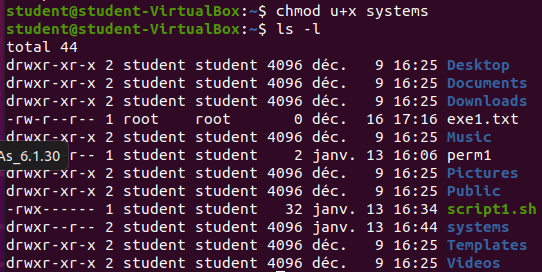 student@student-VirtualBox:~$ chmod u+x systems
student@student-VirtualBox:~$ ls -l
total 44
drwxr-xr-x 2 student student 4096 déc.   9 16:25 Desktop
drwxr-xr-x 2 student student 4096 déc.   9 16:25 Documents
drwxr-xr-x 2 student student 4096 déc.   9 16:25 Downloads
-rw-r--r-- 1 root    root       0 déc.  16 17:16 exe1.txt
drwxr-xr-x 2 student student 4096 déc.   9 16:25 Music
As_6.1.30 r-- 1 student student    2 janv. 13 16:06 perm1
drwxr-xr-x 2 student student 4096 déc.   9 16:25 Pictures
drwxr-xr-x 2 student student 4096 déc.   9 16:25 Public
-rwx------ 1 student student   32 janv. 13 16:34 script1.sh
drwxr--r-- 2 student student 4096 janv. 13 16:44 systems
drwxr-xr-x 2 student student 4096 déc.   9 16:25 Templates
drwxr-xr-x 2 student student 4096 déc.   9 16:25 Videos